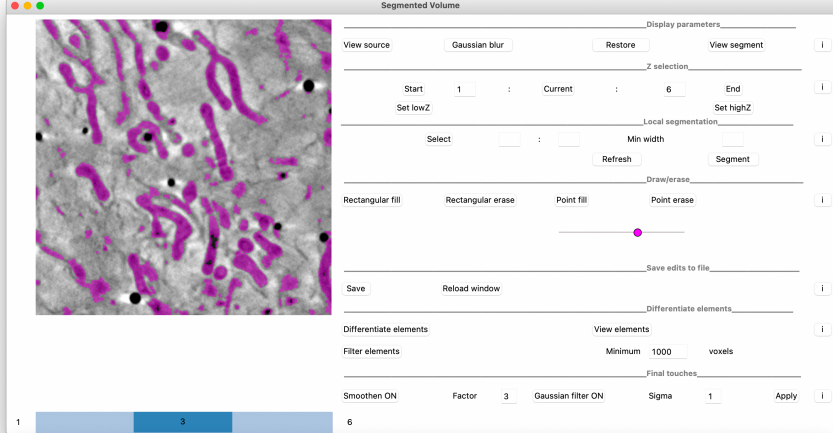 Segmented Volume
Display parameters
View source Gaussian blur Restore View segment i
Z selection
Start 1 : Current : 6 End i
Set lowZ Set highZ
Local segmentation
Select : Min width i
Refresh Segment
Draw/erase
Rectangular fill Rectangular erase Point fill Point erase i
Save edits to file
Save Reload window i
Differentiate elements
Differentiate elements View elements i
Filter elements Minimum 1000 voxels
Final touches
Smoothen ON Factor 3 Gaussian filter ON Sigma 1 Apply i
1 3 6